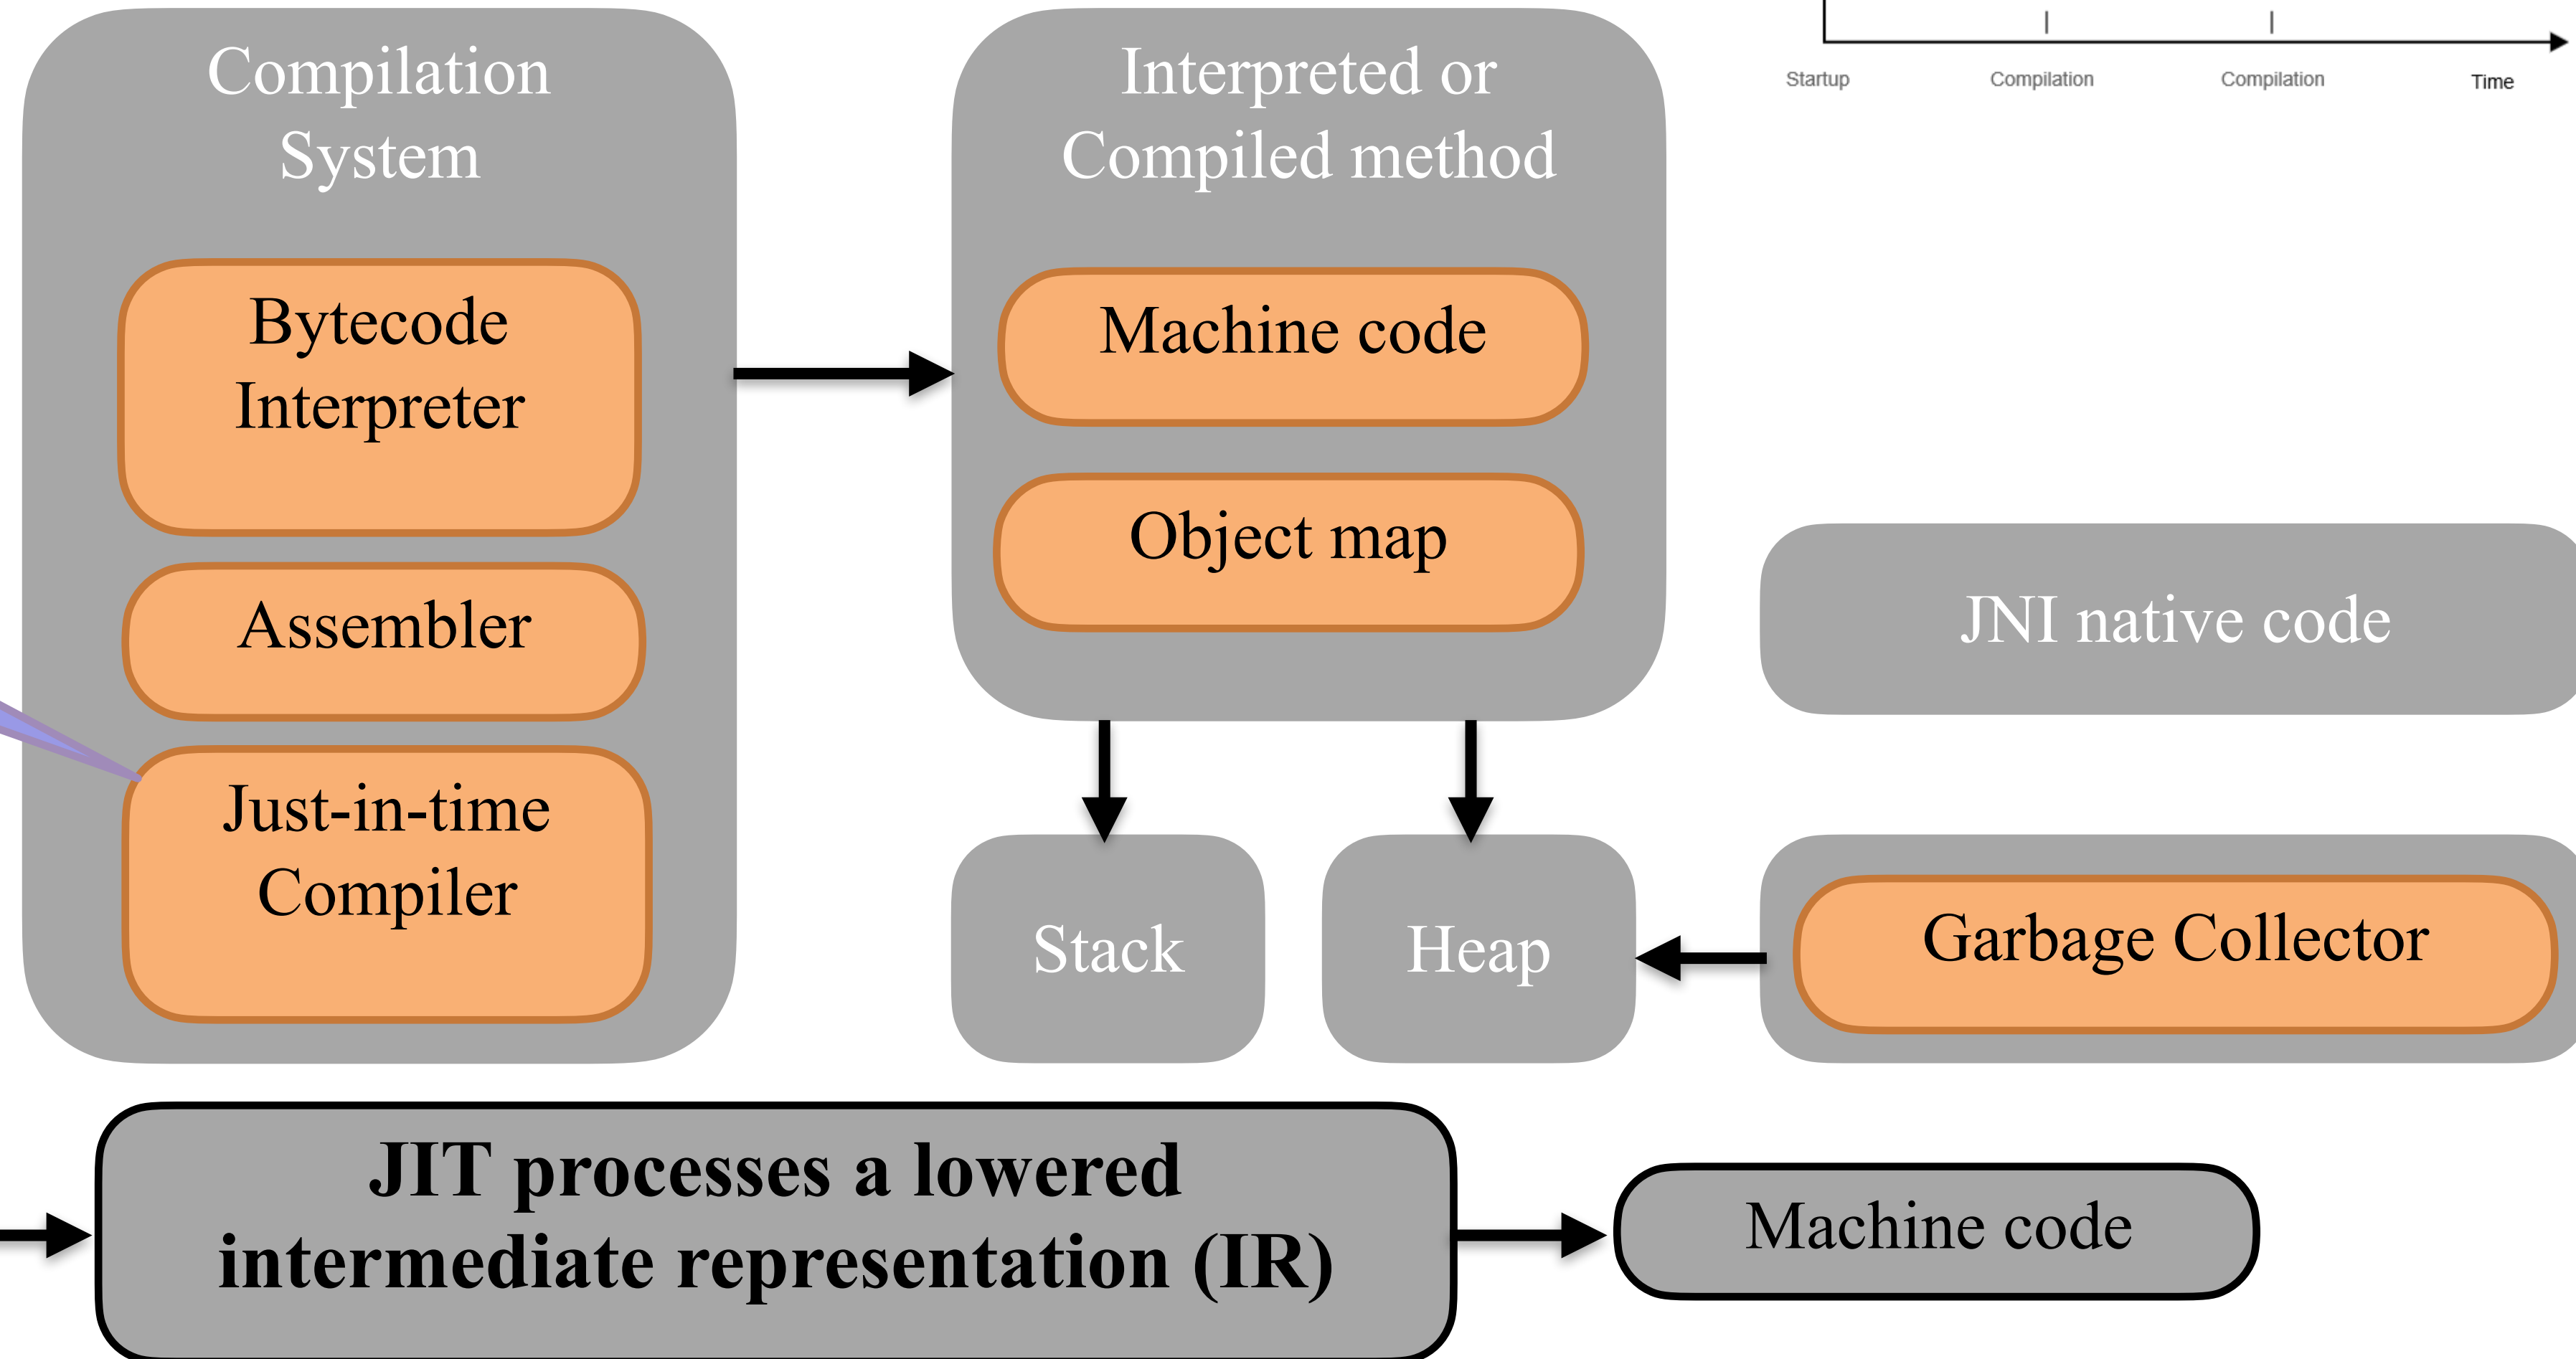 Compilation
System
Bytecode
Interpreter
Assembler
Just-in-time
Compiler
Interpreted or
Compiled method
Machine code
Object map
Stack
Heap
Startup
Compilation
Compilation
Time
JNI native code
Garbage Collector
JIT processes a lowered
intermediate representation (IR)
Machine code